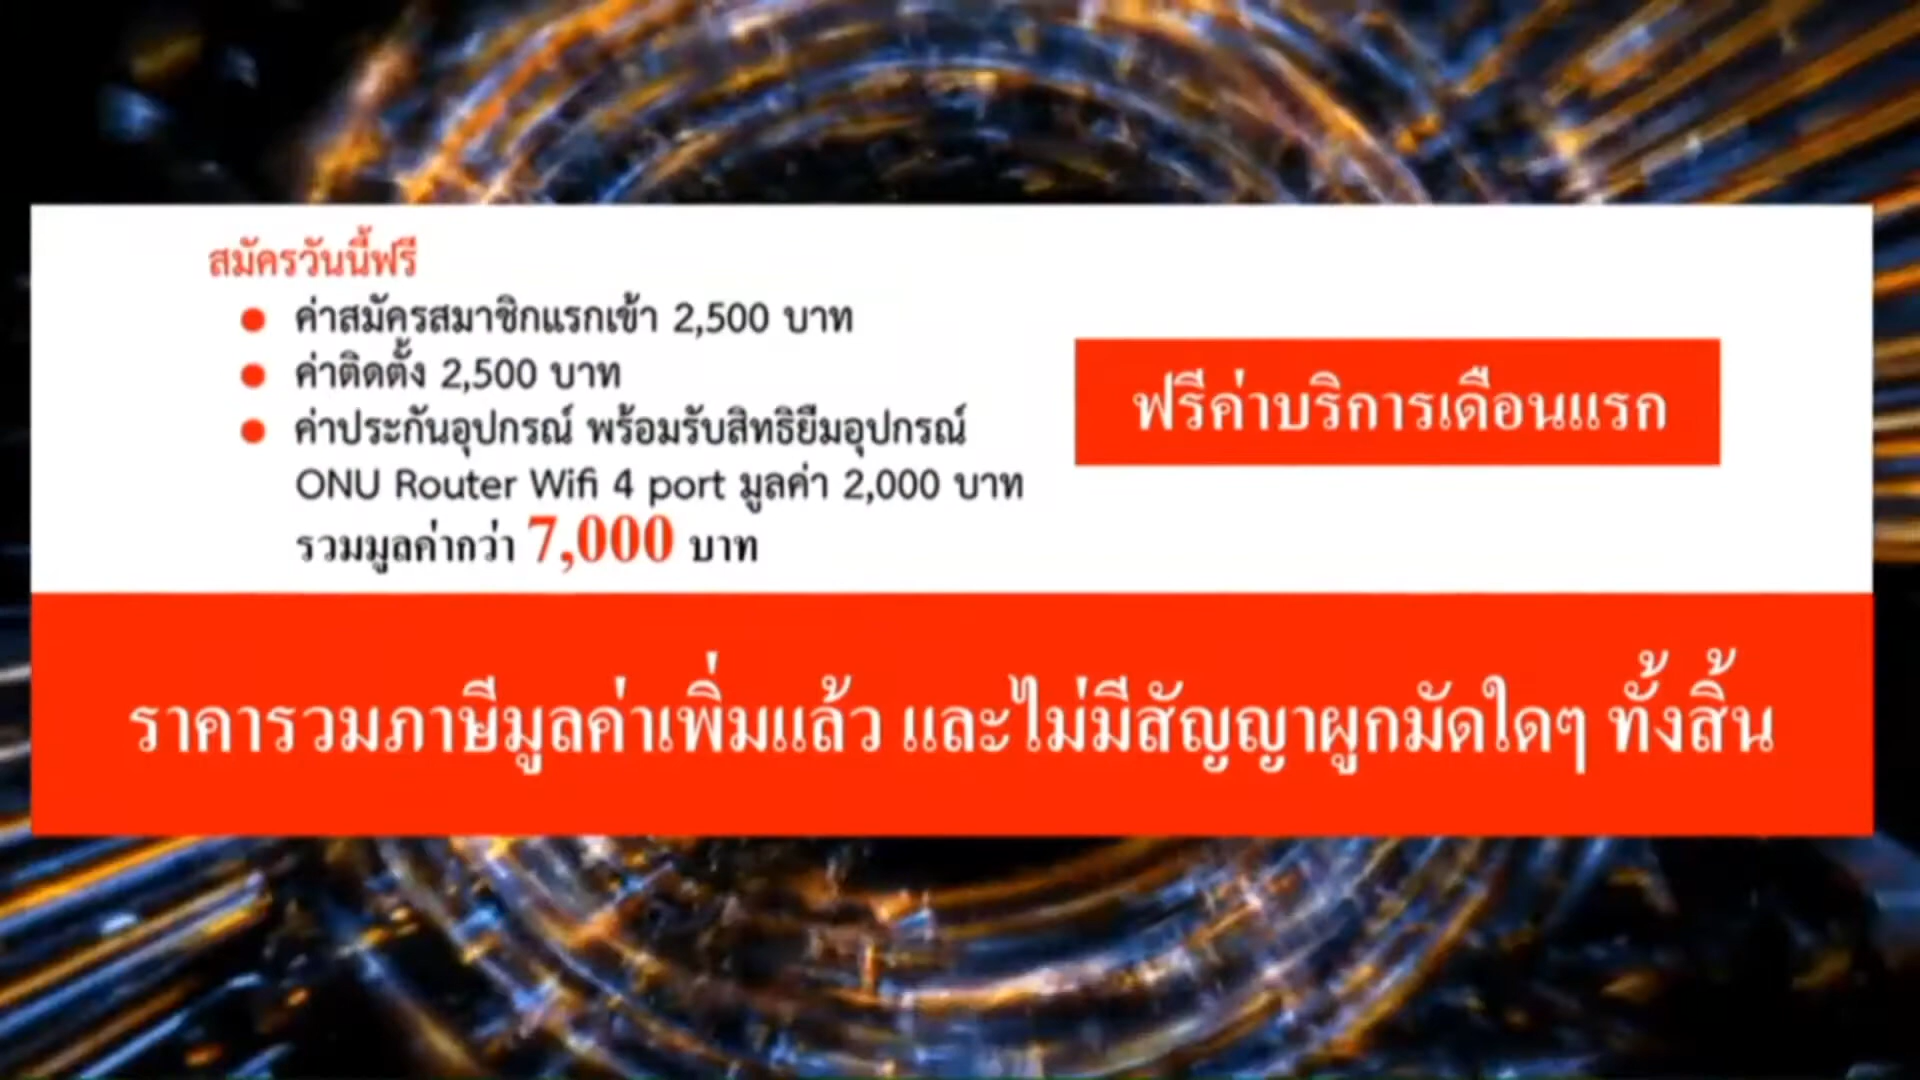 สมัครวันนี้ฟรี
ค่าสมัครสมาชิกแรกเข้า 2,500 บาท
ค่าติดตั้ง 2,500 บาท
ค่าประกันอุปกรณ์ พร้อมรับสิทธิยืมอุปกรณ์
ONU Router Wifi 4 port มูลค่า 2,000 บาท
รวมมูลค่ากว่า 7,000 บาท
ฟรีค่าบริการเดือนแรก
ราคารวมภาษีมูลค่าเพิ่มแล้ว และไม่มีสัญญาผูกมัดใดๆ ทั้งสิ้น